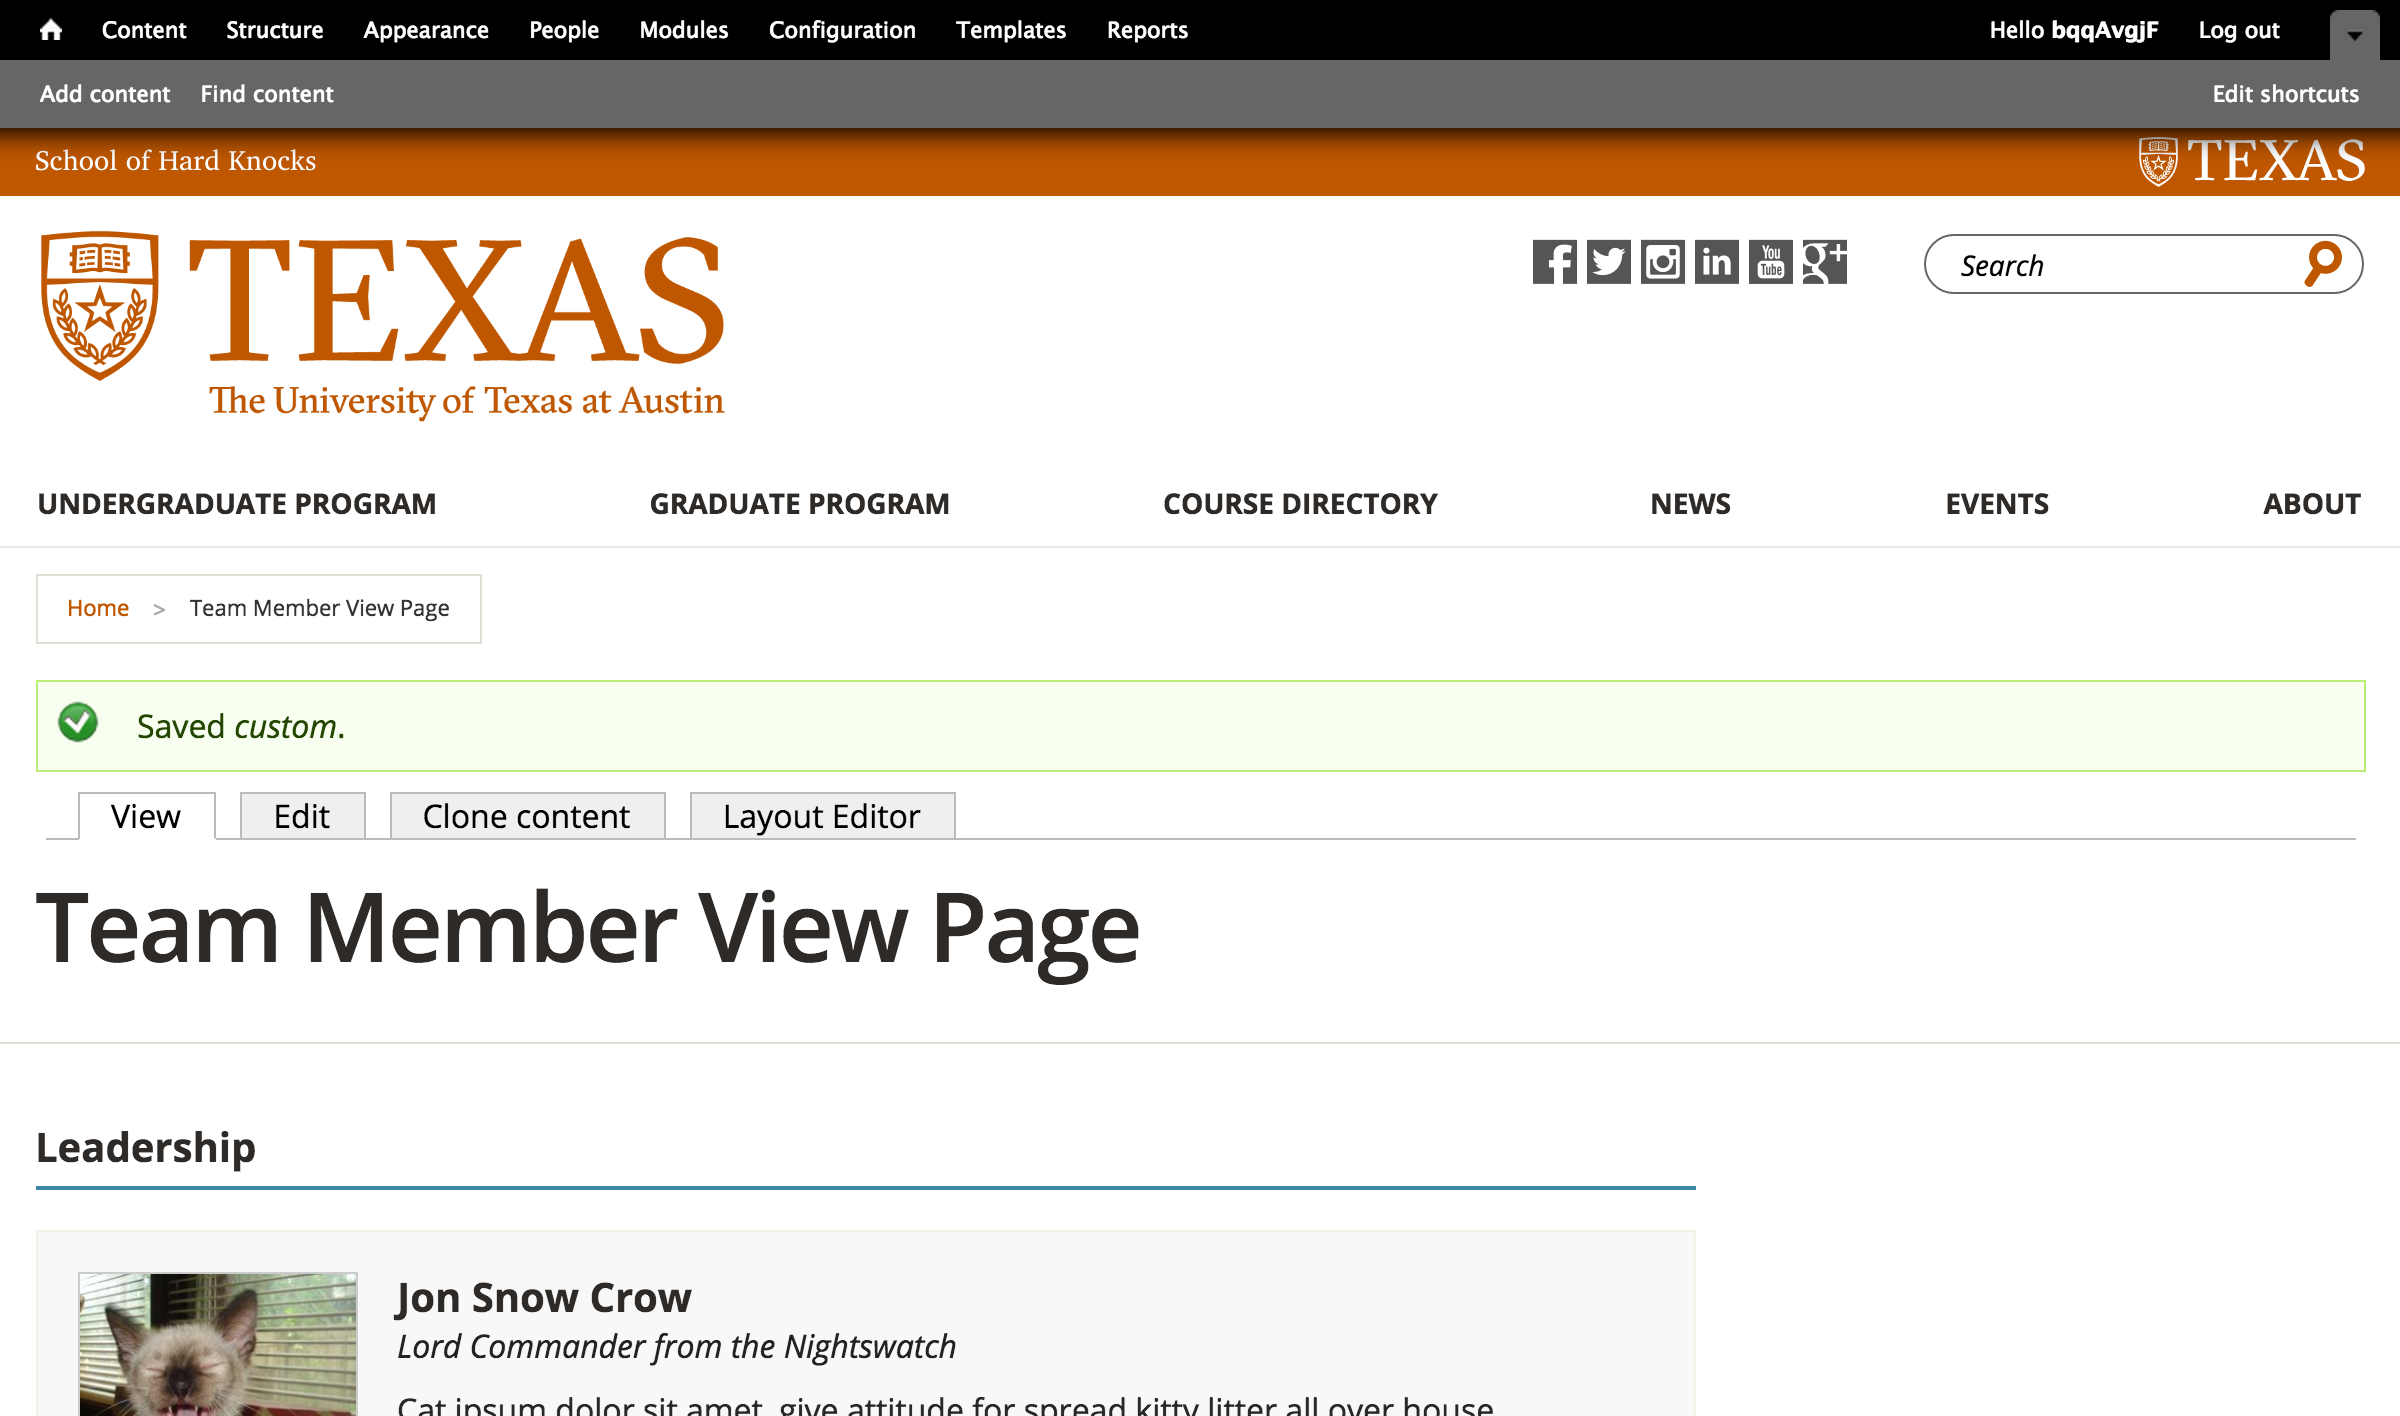 Content Structure Appearance People Modules Configuration Templates Reports Hello bqqAvgjF Log out
Add content Find content Edit shortcuts
School of Hard Knocks TEXAS
TEXAS
The University of Texas at Austin
f in You Tube g+ Search
UNDERGRADUATE PROGRAM GRADUATE PROGRAM COURSE DIRECTORY NEWS EVENTS ABOUT
Home > Team Member View Page
Saved custom.
View Edit Clone content Layout Editor
Team Member View Page
Leadership
Jon Snow Crow
Lord Commander from the Nightswatch
Cat ipsum dolor sit amet, give attitude for spread kitty litter all over house